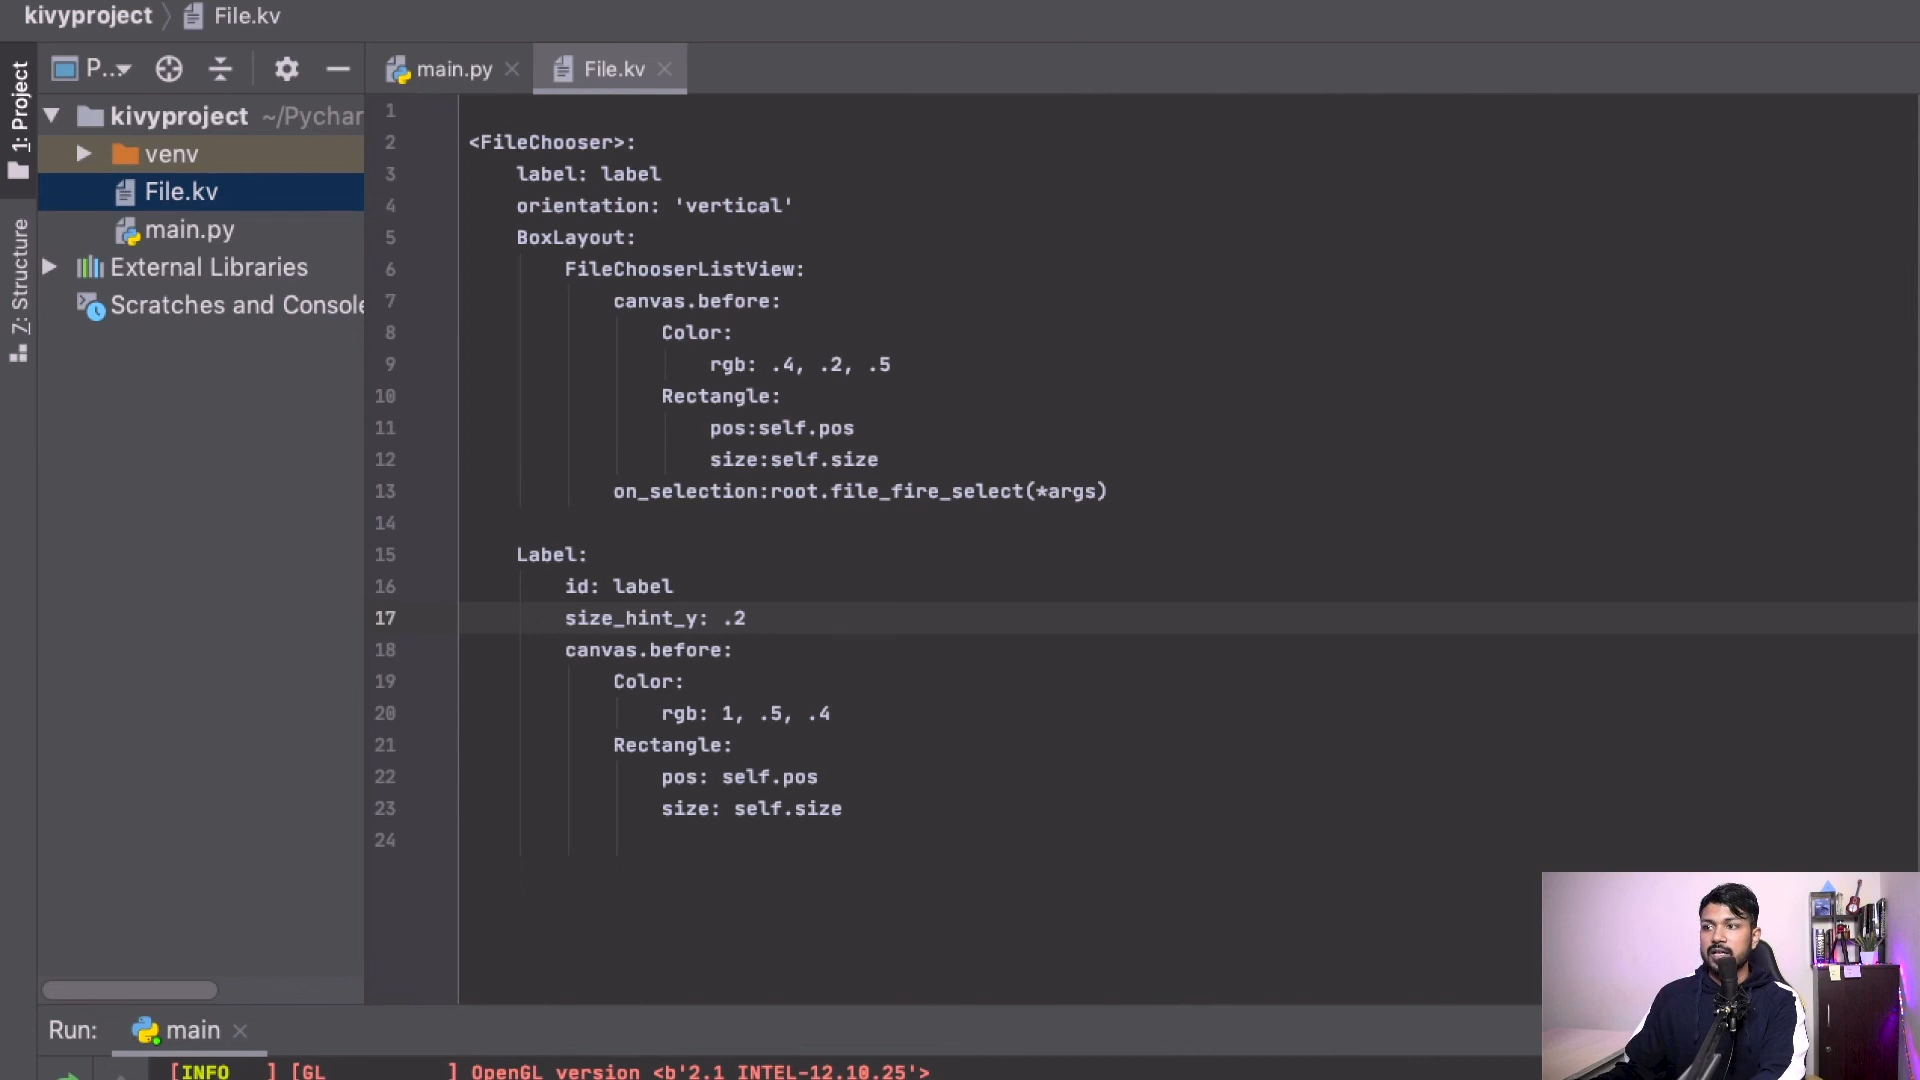 kivyproject File.kv
P... main.py File.kv
1: Project
Z: Structure
kivyproject ~/Pychar
venv
File.kv
main.py
External Libraries
Scratches and Console
1
2 <FileChooser>:
3 label: label
4 orientation: 'vertical'
5 BoxLayout:
6 FileChooserListView:
7 canvas.before:
8 Color:
9 rgb: .4, .2, .5
10 Rectangle:
11 pos:self.pos
12 size:self.size
13 on_selection:root.file_fire_select(*args)
14
15 Label:
16 id: label
17 size_hint_y: .2
18 canvas.before:
19 Color:
20 rgb: 1, .5, .4
21 Rectangle:
22 pos: self.pos
23 size: self.size
24
Run: main
[INFO ] [GL ] OpenGL version <b'2.1 INTEL-12.10.25'>